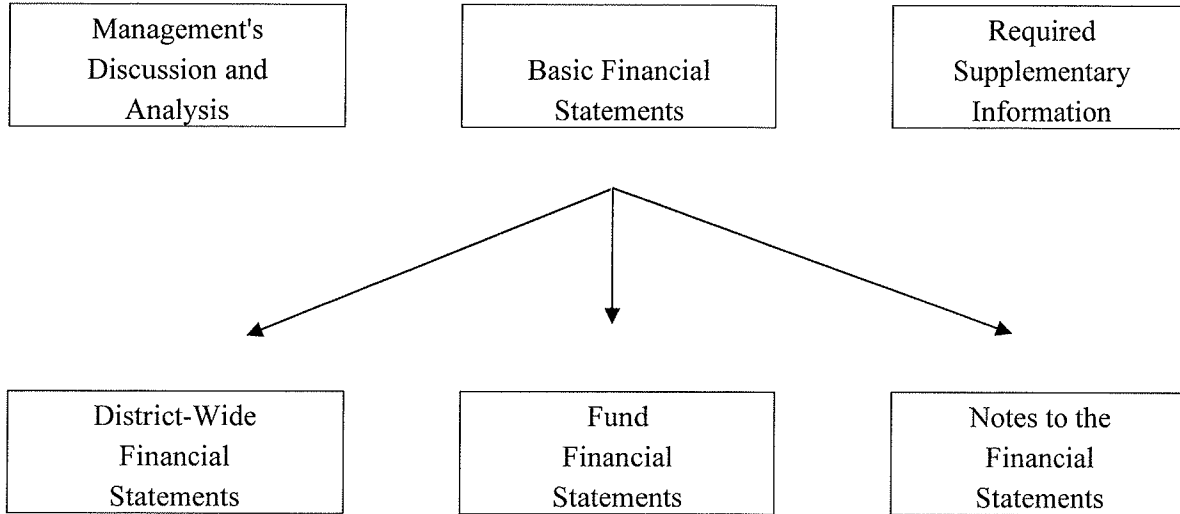 Management's
Discussion and
Analysis
Basic Financial
Statements
Required
Supplementary
Information
District-Wide
Financial
Statements
Fund
Financial
Statements
Notes to the
Financial
Statements